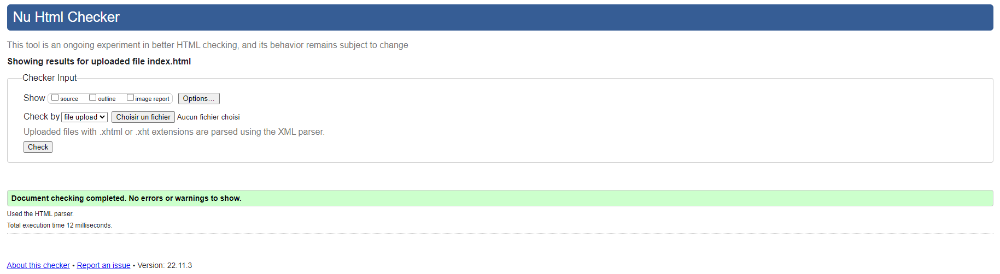 Nu Html Checker
This tool is an ongoing experiment in better HTML checking, and its behavior remains subject to change
Showing results for uploaded file index.html
Checker Input
Show source outline image report Options...
Check by file upload Choisir un fichier Aucun fichier choisi
Uploaded files with .xhtml or .xht extensions are parsed using the XML parser.
Check
Document checking completed. No errors or warnings to show.
Used the HTML parser.
Total execution time 12 milliseconds.
About this checker • Report an issue • Version: 22.11.3